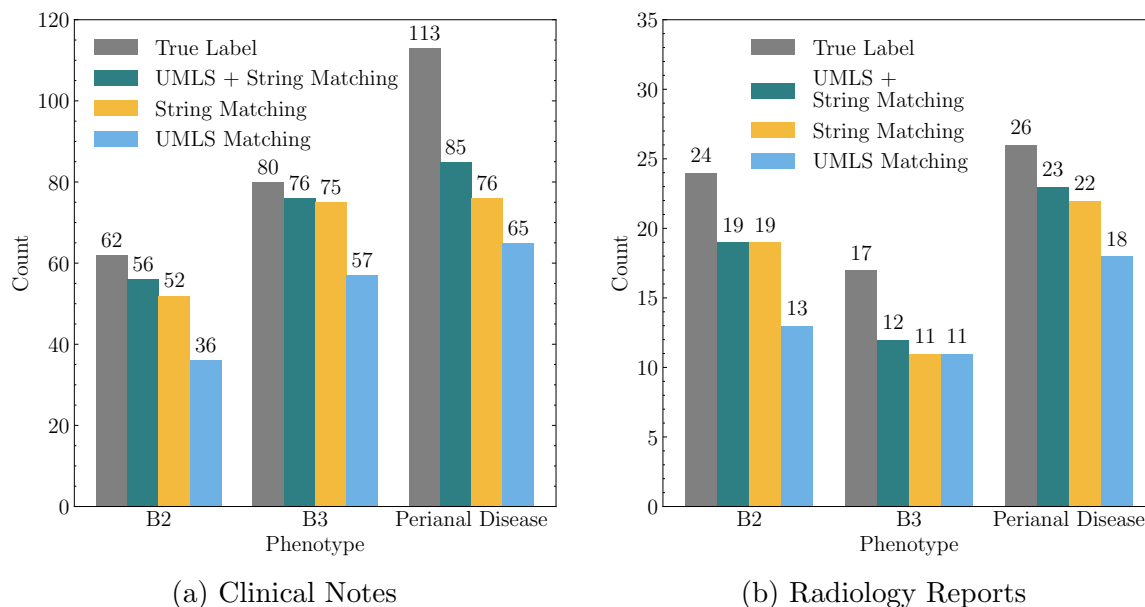 120
100
80
60
40
20
0
Count
True Label
UMLS + String Matching
String Matching
UMLS Matching
62
56
52
36
80
76
75
57
113
85
76
65
B2
B3
Perianal Disease
Phenotype
(a) Clinical Notes
35
30
25
20
15
10
5
0
Count
True Label
UMLS +
String Matching
String Matching
UMLS Matching
24
19
19
13
17
12
11
11
26
23
22
18
B2
B3
Perianal Disease
Phenotype
(b) Radiology Reports